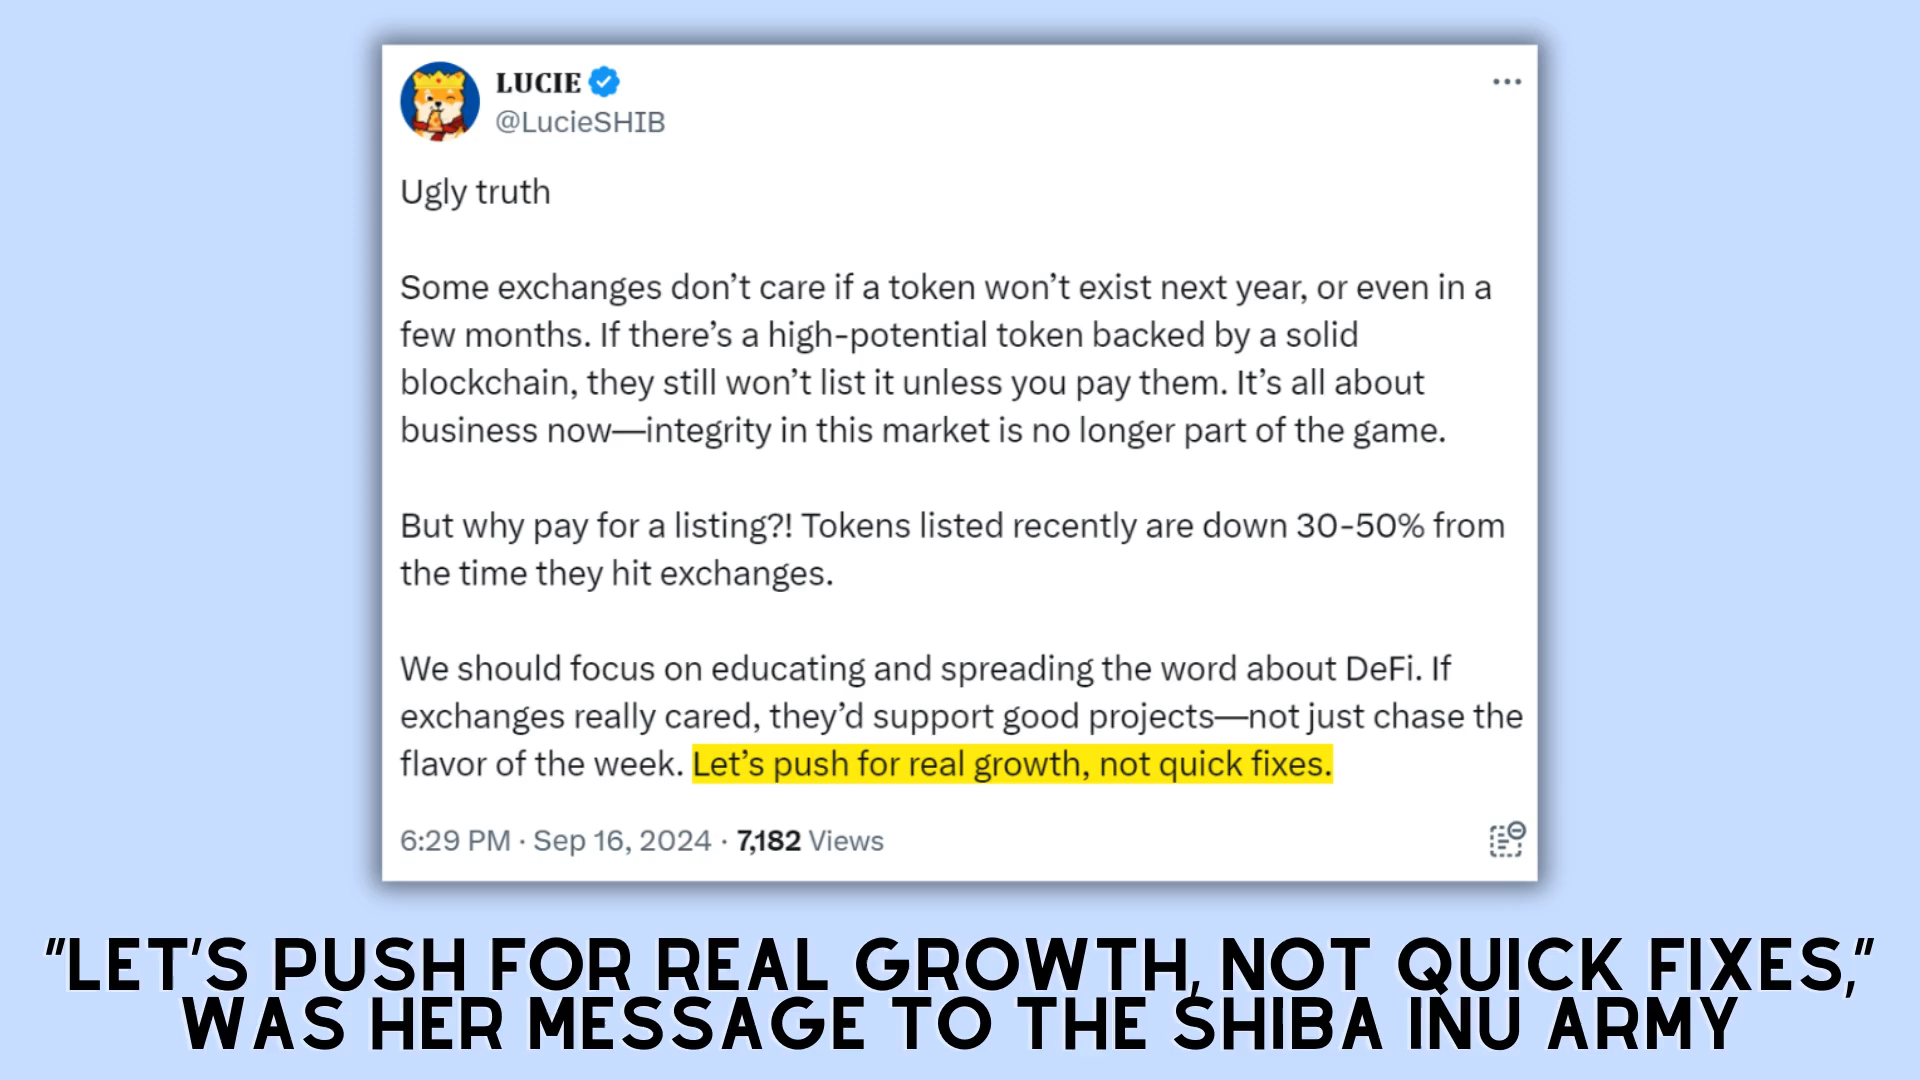 LUCIE
@LucieSHIB
Ugly truth
Some exchanges don’t care if a token won’t exist next year, or even in a
few months. If there’s a high-potential token backed by a solid
blockchain, they still won’t list it unless you pay them. It’s all about
business now—integrity in this market is no longer part of the game.
But why pay for a listing?! Tokens listed recently are down 30-50% from
the time they hit exchanges.
We should focus on educating and spreading the word about DeFi. If
exchanges really cared, they’d support good projects—not just chase the
flavor of the week. Let’s push for real growth, not quick fixes.
6:29 PM · Sep 16, 2024 · 7,182 Views
"LET'S PUSH FOR REAL GROWTH, NOT QUICK FIXES,"
WAS HER MESSAGE TO THE SHIBA INU ARMY